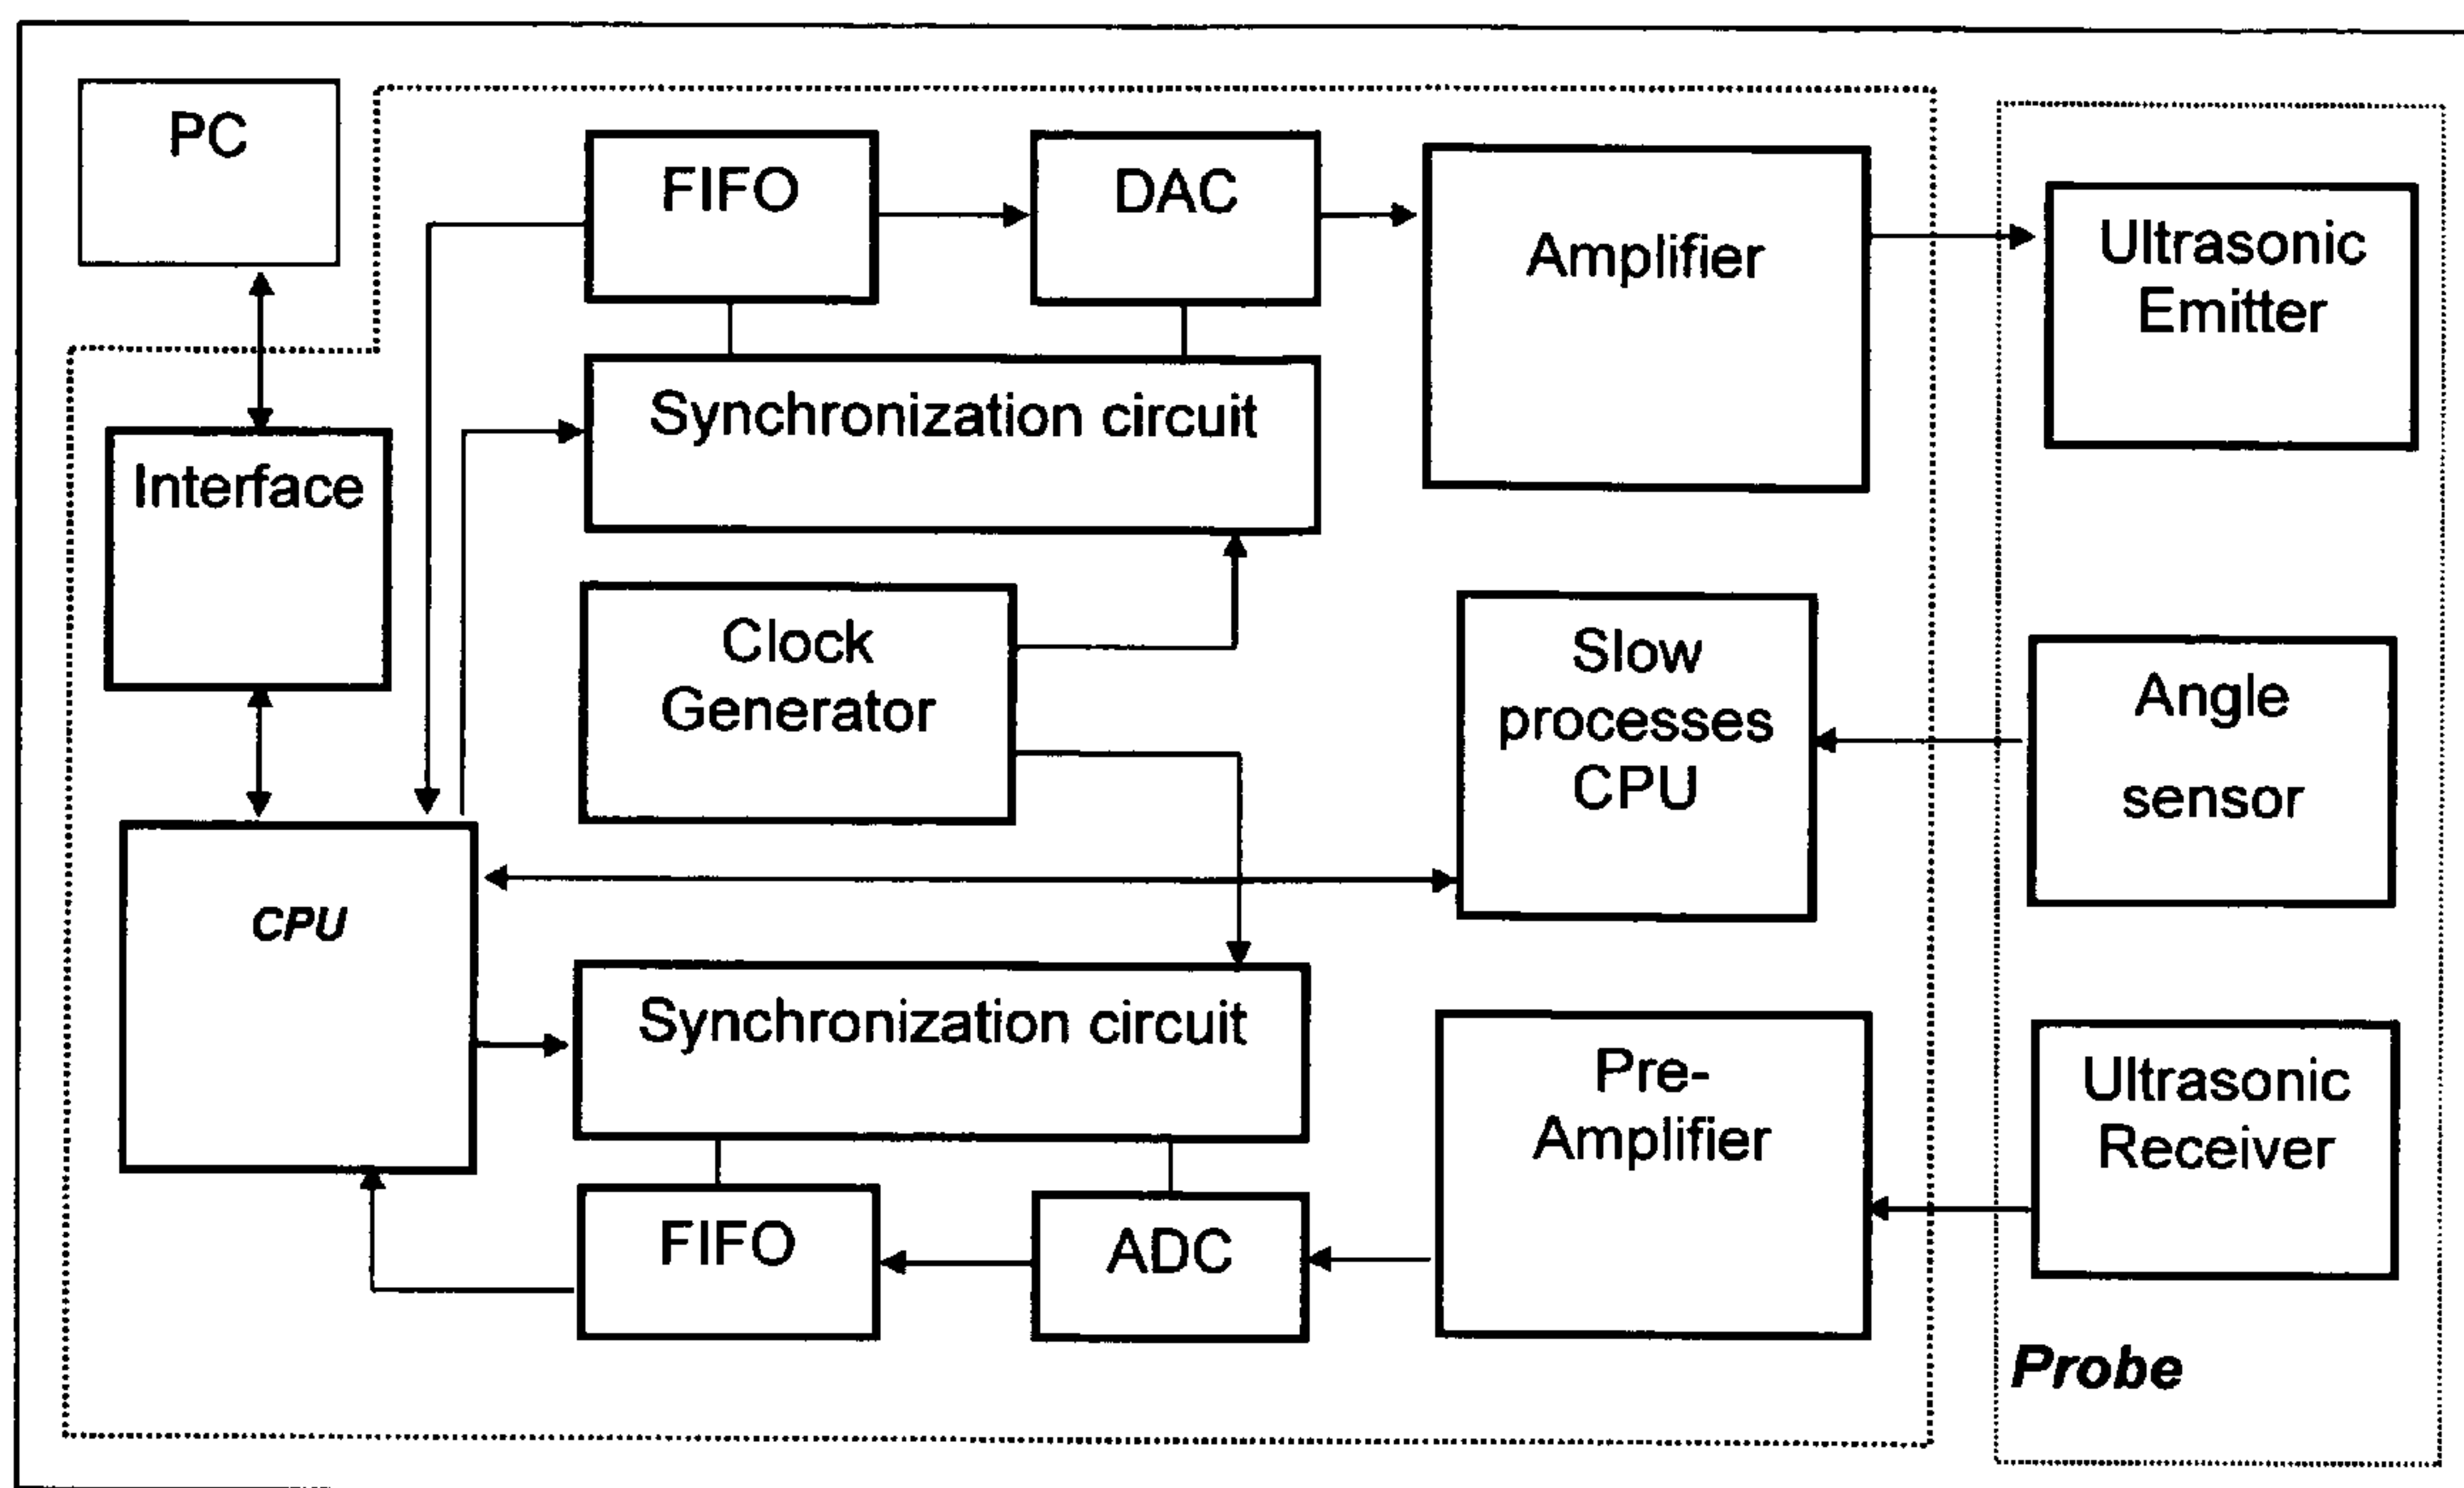 PC
FIFO
DAC
Amplifier
Ultrasonic
Emitter
Synchronization circuit
Interface
Clock
Generator
Slow
processes
CPU
Angle
sensor
CPU
Synchronization circuit
Pre-
Amplifier
Ultrasonic
Receiver
FIFO
ADC
Probe